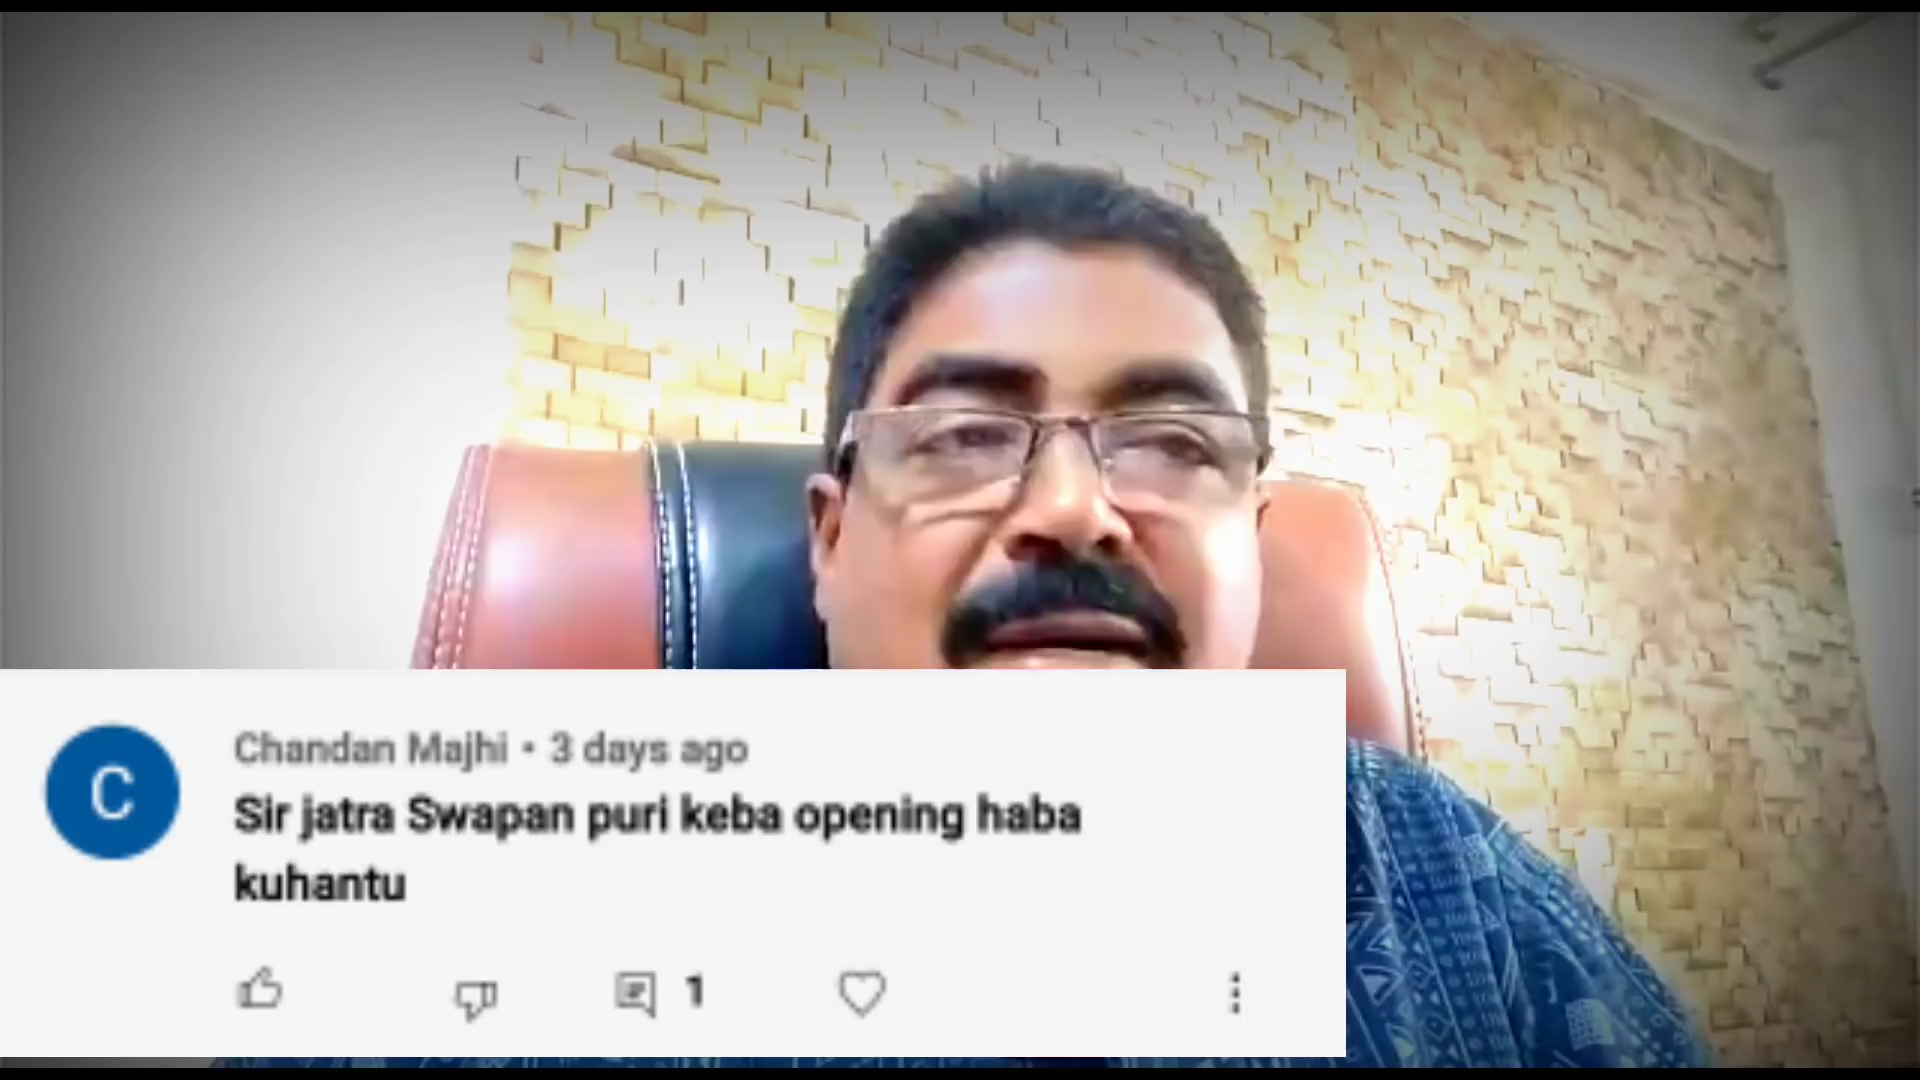 C
Chandan Majhi • 3 days ago
Sir jatra Swapan puri keba opening haba
kuhantu
1